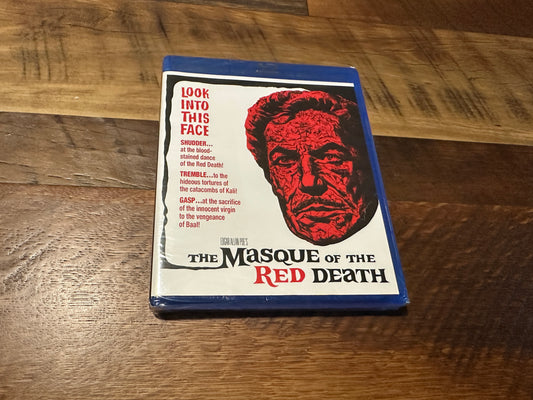 LOOK
INTO
THIS
FACE
SHUDDER...
at the blood-
stained dance
of the Red Death!
TREMBLE...to the
hideous tortures of
the catacombs of Kali!
GASP...at the sacrifice
of the innocent virgin
to the vengeance
of Baal!
EDGAR ALLAN POE'S
THE MASQUE OF THE
RED DEATH